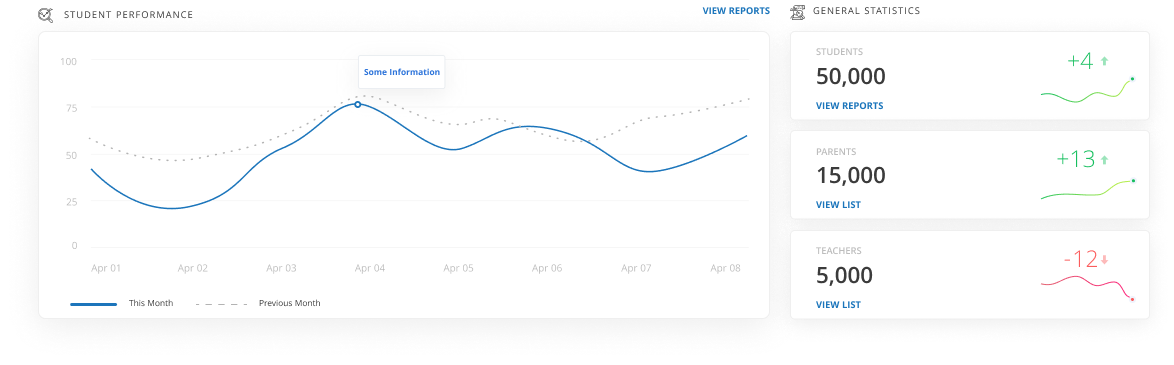 STUDENT PERFORMANCE
VIEW REPORTS
100
75
50
25
0
Some Information
Apr 01 Apr 02 Apr 03 Apr 04 Apr 05 Apr 06 Apr 07 Apr 08
This Month
Previous Month
GENERAL STATISTICS
STUDENTS
50,000
VIEW REPORTS
+4
PARENTS
15,000
VIEW LIST
+13
TEACHERS
5,000
VIEW LIST
-12